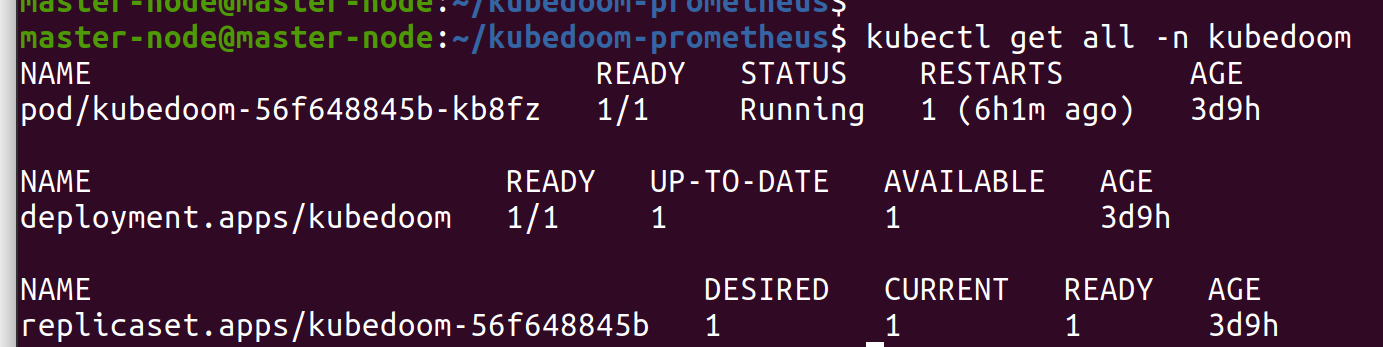 master-node@master-node:~/kubedoom-prometheus$
master-node@master-node:~/kubedoom-prometheus$ kubectl get all -n kubedoom
NAME READY STATUS RESTARTS AGE
pod/kubedoom-56f648845b-kb8fz 1/1 Running 1 (6h1m ago) 3d9h
NAME READY UP-TO-DATE AVAILABLE AGE
deployment.apps/kubedoom 1/1 1 1 3d9h
NAME DESIRED CURRENT READY AGE
replicaset.apps/kubedoom-56f648845b 1 1 1 3d9h